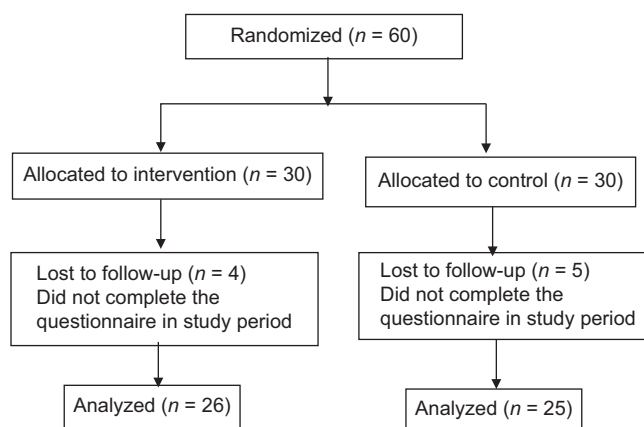 Randomized (n = 60)
Allocated to intervention (n = 30)
Allocated to control (n = 30)
Lost to follow-up (n = 4)
Did not complete the
questionnaire in study period
Lost to follow-up (n = 5)
Did not complete the
questionnaire in study period
Analyzed (n = 26)
Analyzed (n = 25)